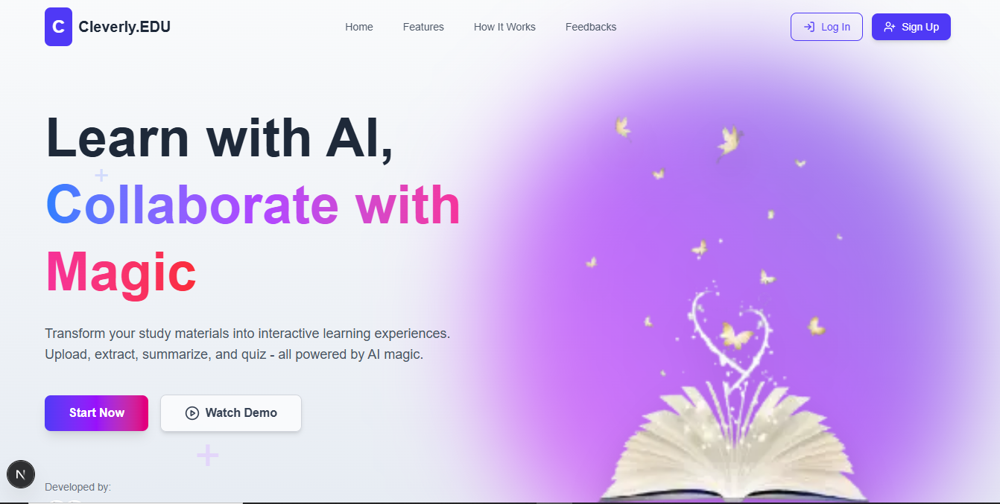 C Cleverly.EDU
Home Features How It Works Feedbacks
Log In Sign Up
Learn with AI,
Collaborate with
Magic
Transform your study materials into interactive learning experiences.
Upload, extract, summarize, and quiz - all powered by AI magic.
Start Now Watch Demo
N
Developed by: